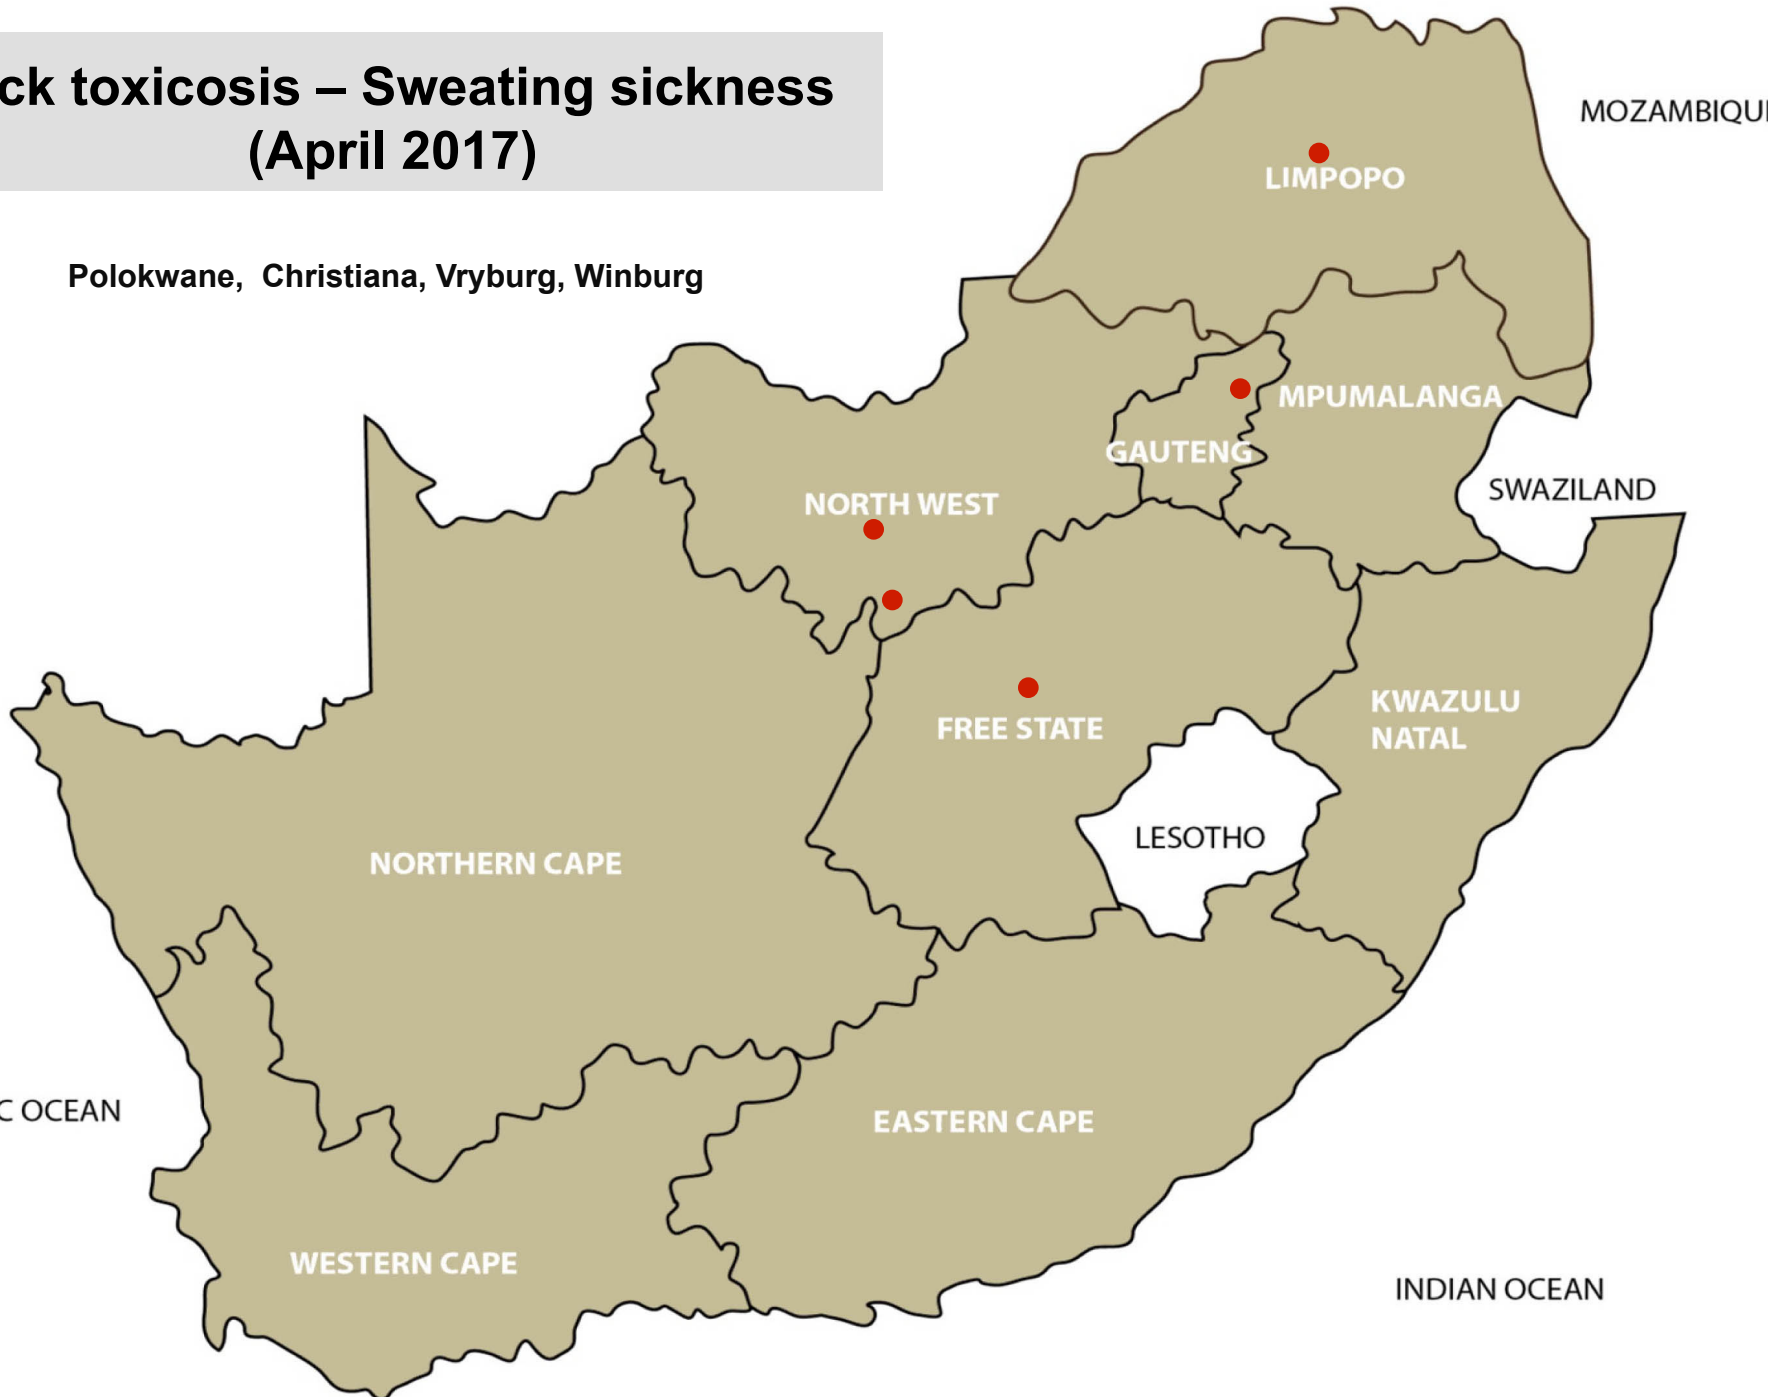 ck toxicosis – Sweating sickness
(April 2017)
MOZAMBIQU
LIMPOPO
Polokwane, Christiana, Vryburg, Winburg
MPUMALANGA
GAUTENG
SWAZILAND
NORTH WEST
KWAZULU
NATAL
FREE STATE
LESOTHO
NORTHERN CAPE
C OCEAN
EASTERN CAPE
WESTERN CAPE
INDIAN OCEAN